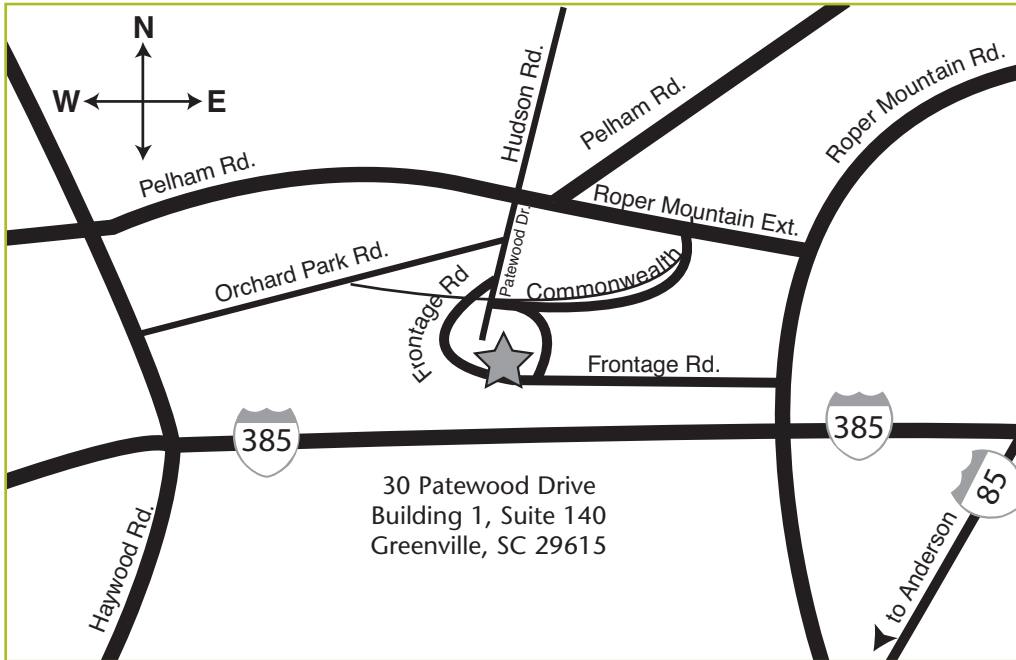 N
W E
Hudson Rd.
Pelham Rd.
Roper Mountain Rd.
Pelham Rd.
Roper Mountain Ext.
Patewood Dr.
Orchard Park Rd.
Commonwealth
Frontage Rd
Frontage Rd.
385
385
85
30 Patewood Drive
Building 1, Suite 140
Greenville, SC 29615
Haywood Rd.
to Anderson